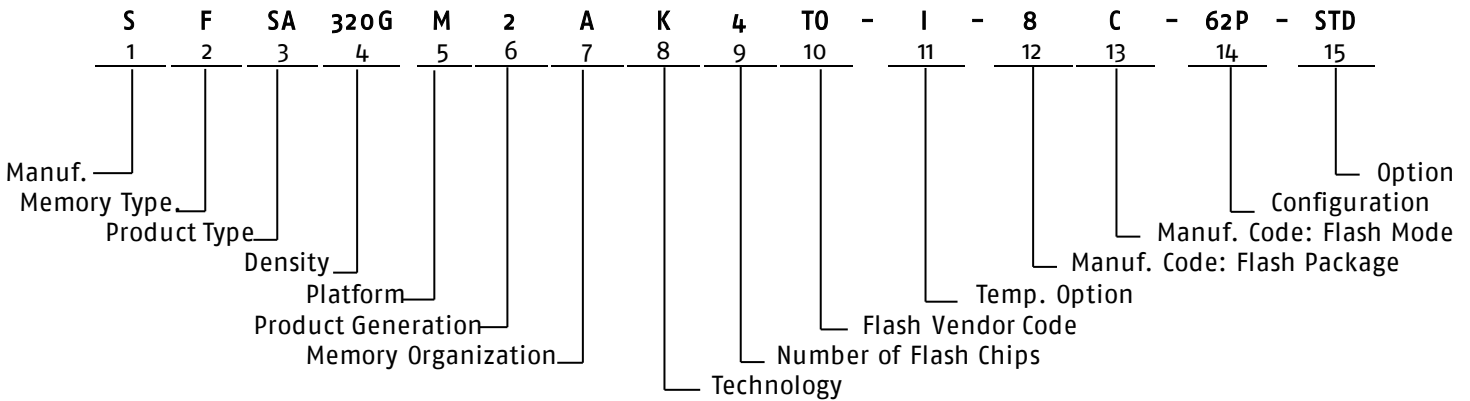 S F SA 320G M 2 A K 4 TO - I - 8 C - 62P - STD
1 2 3 4 5 6 7 8 9 10 11 12 13 14 15
Manuf. Option
Memory Type. Configuration
Product Type Manuf. Code: Flash Mode
Density Manuf. Code: Flash Package
Platform Temp. Option
Product Generation Flash Vendor Code
Memory Organization Number of Flash Chips
Technology